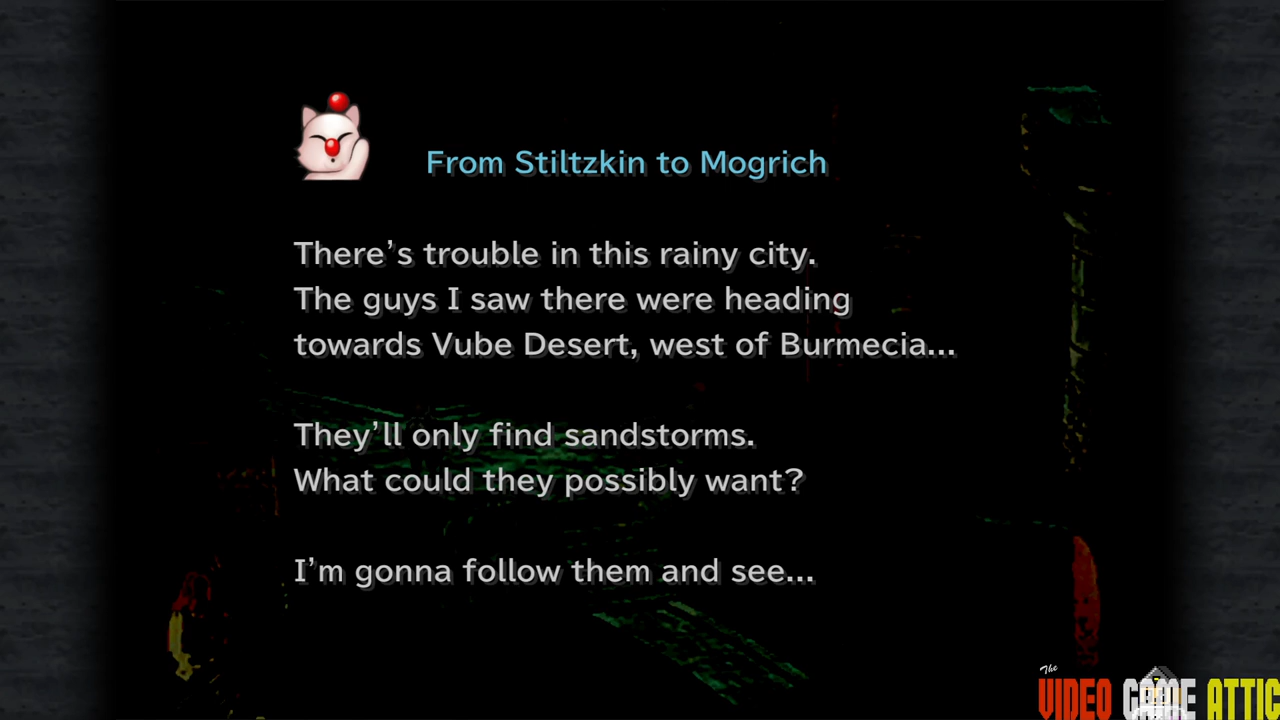 From Stiltzkin to Mogrich
There's trouble in this rainy city.
The guys I saw there were heading
towards Vube Desert, west of Burmecia...
They'll only find sandstorms.
What could they possibly want?
I'm gonna follow them and see...
The
VIDEO GAME ATTIC